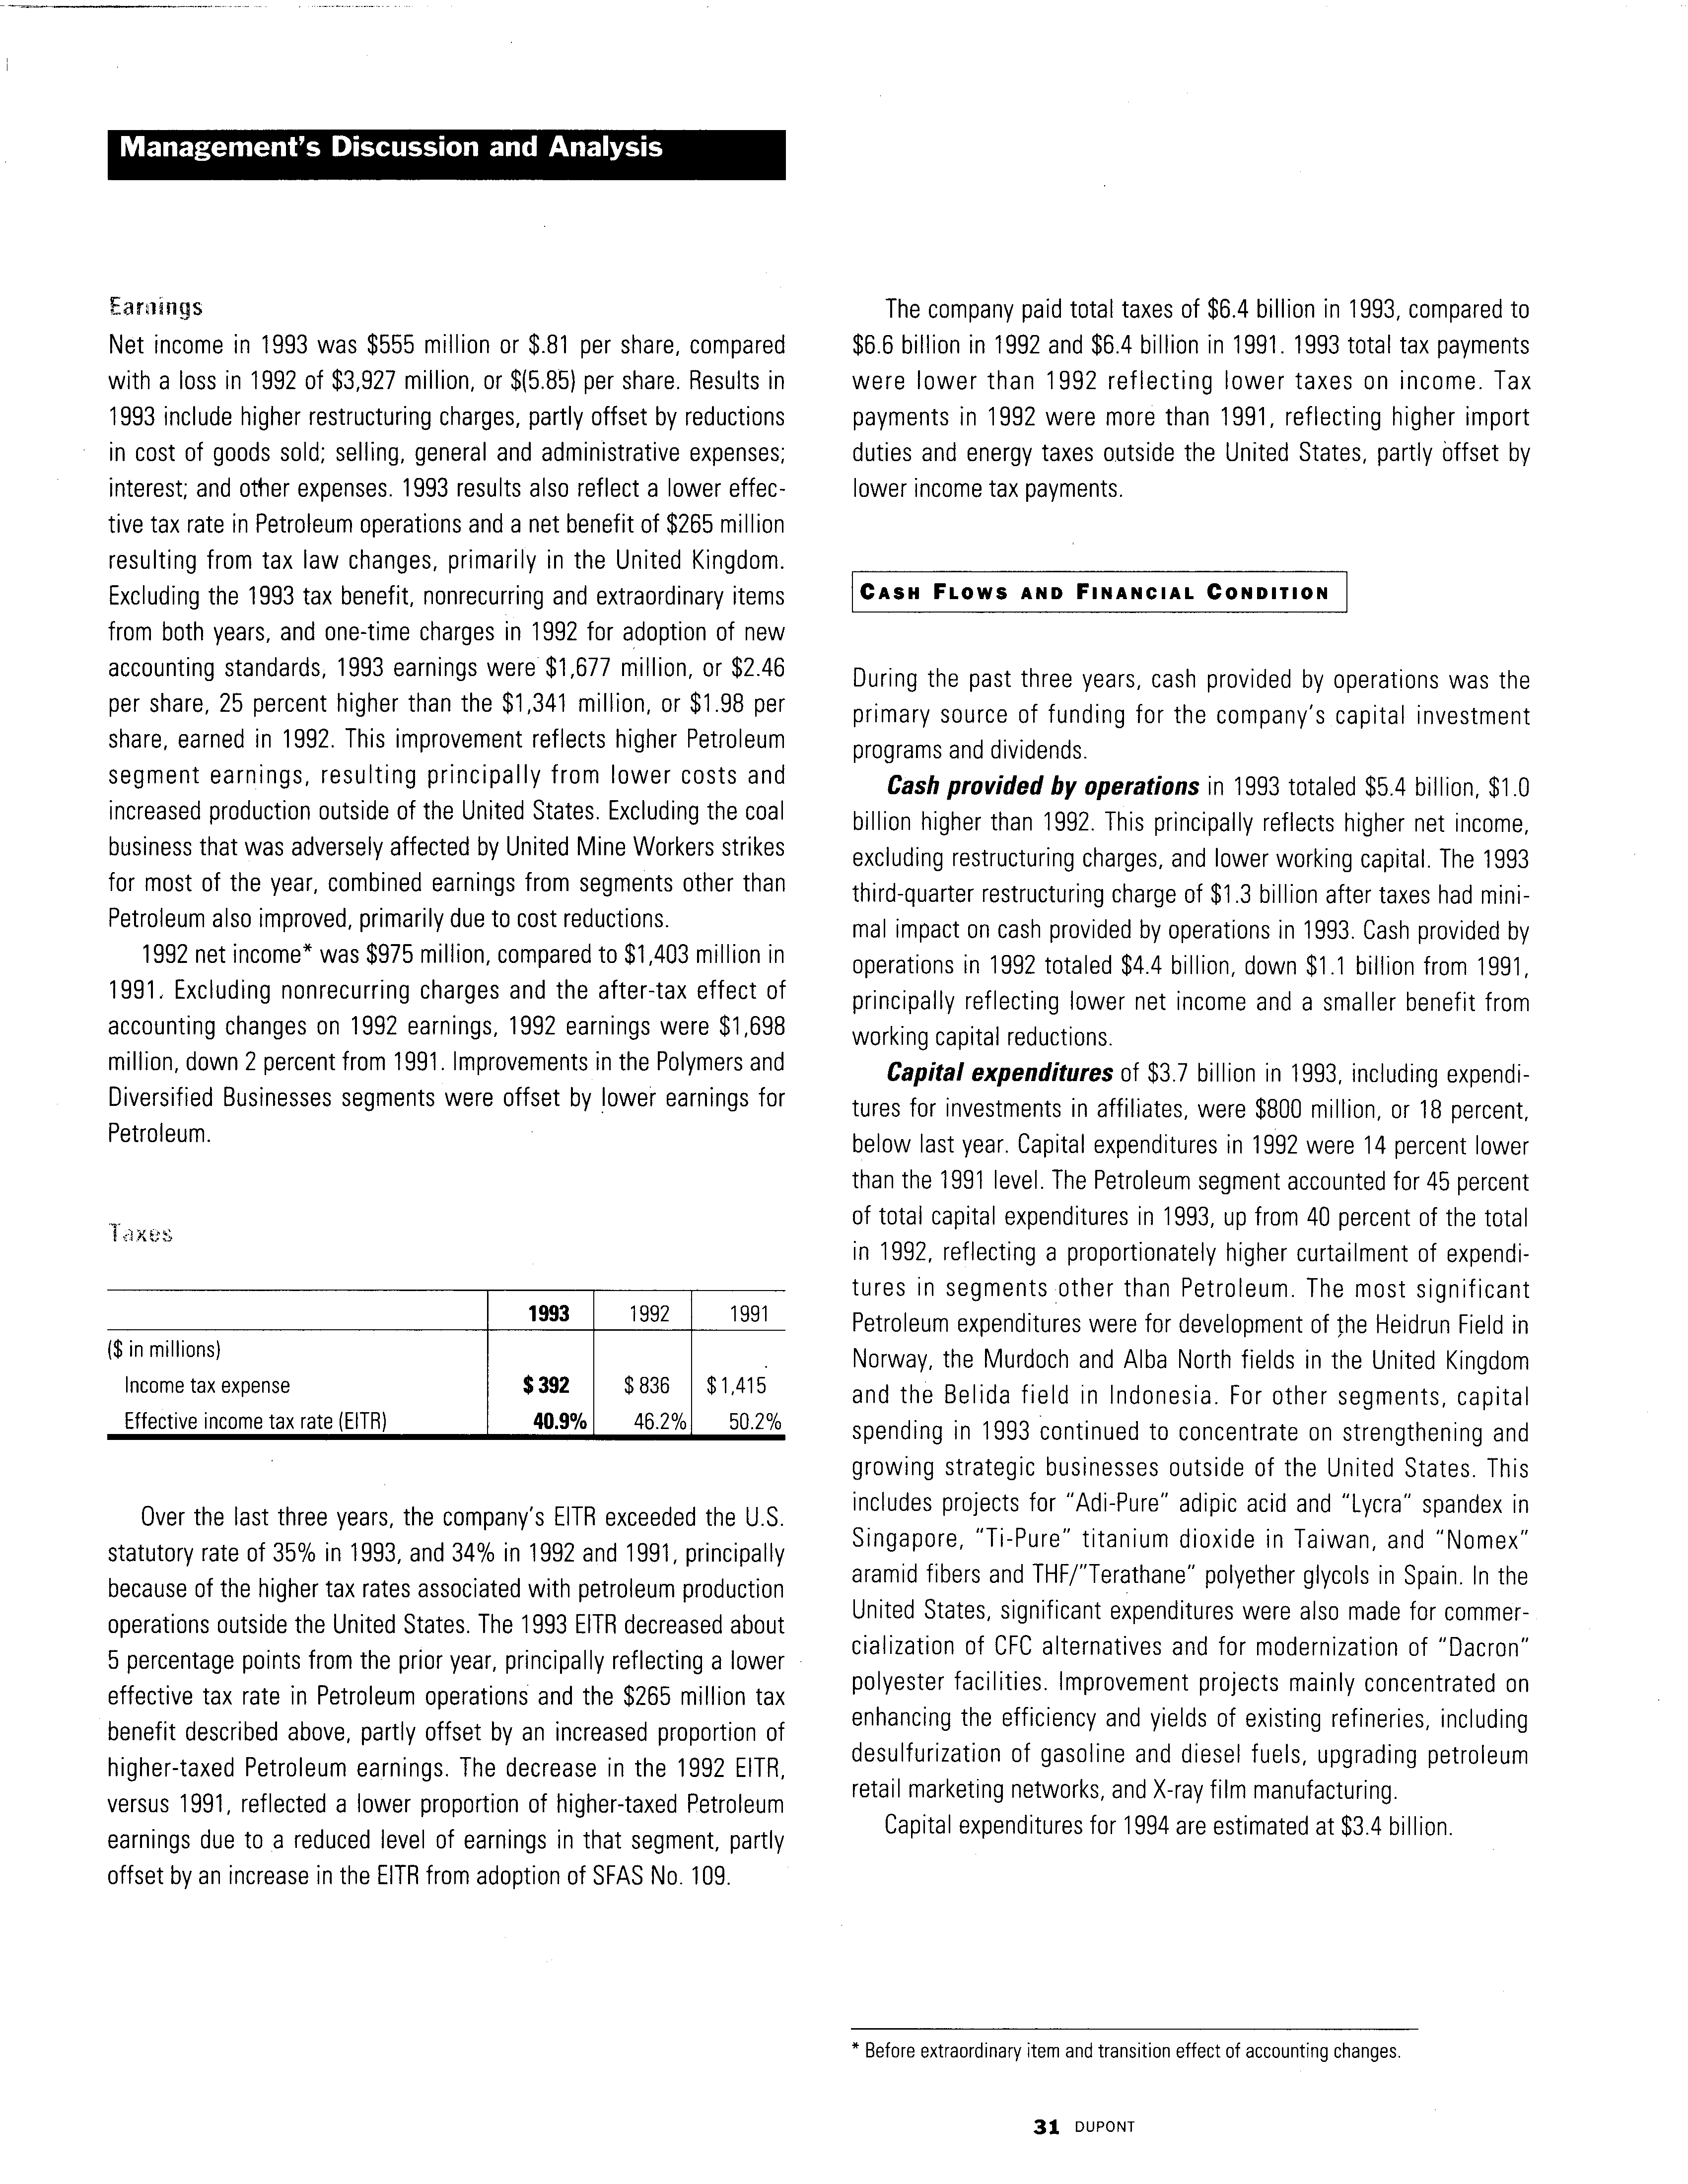 Management's Discussion and Analysis
Earnings
Net income in 1993 was $555 million or $.81 per share, compared
with a loss in 1992 of $3,927 million, or $(5.85) per share. Results in
1993 include higher restructuring charges, partly offset by reductions
in cost of goods sold; selling, general and administrative expenses;
interest; and other expenses. 1993 results also reflect a lower effec-
tive tax rate in Petroleum operations and a net benefit of $265 million
resulting from tax law changes, primarily in the United Kingdom.
Excluding the 1993 tax benefit, nonrecurring and extraordinary items
from both years, and one-time charges in 1992 for adoption of new
accounting standards, 1993 earnings were $1,677 million, or $2.46
per share, 25 percent higher than the $1,341 million, or $1.98 per
share, earned in 1992. This improvement reflects higher Petroleum
segment earnings, resulting principally from lower costs and
increased production outside of the United States. Excluding the coal
business that was adversely affected by United Mine Workers strikes
for most of the year, combined earnings from segments other than
Petroleum also improved, primarily due to cost reductions.
1992 net income* was $975 million, compared to $1,403 million in
1991. Excluding nonrecurring charges and the after-tax effect of
accounting changes on 1992 earnings, 1992 earnings were $1,698
million, down 2 percent from 1991. Improvements in the Polymers and
Diversified Businesses segments were offset by lower earnings for
Petroleum.
Taxes
1993 1992 1991
($ in millions)
Income tax expense $392 $836 $1,415
Effective income tax rate (EITR) 40.9% 46.2% 50.2%
Over the last three years, the company's EITR exceeded the U.S.
statutory rate of 35% in 1993, and 34% in 1992 and 1991, principally
because of the higher tax rates associated with petroleum production
operations outside the United States. The 1993 EITR decreased about
5 percentage points from the prior year, principally reflecting a lower
effective tax rate in Petroleum operations and the $265 million tax
benefit described above, partly offset by an increased proportion of
higher-taxed Petroleum earnings. The decrease in the 1992 EITR,
versus 1991, reflected a lower proportion of higher-taxed Petroleum
earnings due to a reduced level of earnings in that segment, partly
offset by an increase in the EITR from adoption of SFAS No. 109.
The company paid total taxes of $6.4 billion in 1993, compared to
$6.6 billion in 1992 and $6.4 billion in 1991. 1993 total tax payments
were lower than 1992 reflecting lower taxes on income. Tax
payments in 1992 were more than 1991, reflecting higher import
duties and energy taxes outside the United States, partly offset by
lower income tax payments.
CASH FLOWS AND FINANCIAL CONDITION
During the past three years, cash provided by operations was the
primary source of funding for the company's capital investment
programs and dividends.
Cash provided by operations in 1993 totaled $5.4 billion, $1.0
billion higher than 1992. This principally reflects higher net income,
excluding restructuring charges, and lower working capital. The 1993
third-quarter restructuring charge of $1.3 billion after taxes had mini-
mal impact on cash provided by operations in 1993. Cash provided by
operations in 1992 totaled $4.4 billion, down $1.1 billion from 1991,
principally reflecting lower net income and a smaller benefit from
working capital reductions.
Capital expenditures of $3.7 billion in 1993, including expendi-
tures for investments in affiliates, were $800 million, or 18 percent,
below last year. Capital expenditures in 1992 were 14 percent lower
than the 1991 level. The Petroleum segment accounted for 45 percent
of total capital expenditures in 1993, up from 40 percent of the total
in 1992, reflecting a proportionately higher curtailment of expendi-
tures in segments other than Petroleum. The most significant
Petroleum expenditures were for development of the Heidrun Field in
Norway, the Murdoch and Alba North fields in the United Kingdom
and the Belida field in Indonesia. For other segments, capital
spending in 1993 continued to concentrate on strengthening and
growing strategic businesses outside of the United States. This
includes projects for "Adi-Pure" adipic acid and "Lycra" spandex in
Singapore, "Ti-Pure" titanium dioxide in Taiwan, and "Nomex"
aramid fibers and THF/"Terathane" polyether glycols in Spain. In the
United States, significant expenditures were also made for commer-
cialization of CFC alternatives and for modernization of "Dacron"
polyester facilities. Improvement projects mainly concentrated on
enhancing the efficiency and yields of existing refineries, including
desulfurization of gasoline and diesel fuels, upgrading petroleum
retail marketing networks, and X-ray film manufacturing.
Capital expenditures for 1994 are estimated at $3.4 billion.
* Before extraordinary item and transition effect of accounting changes.
31 DUPONT